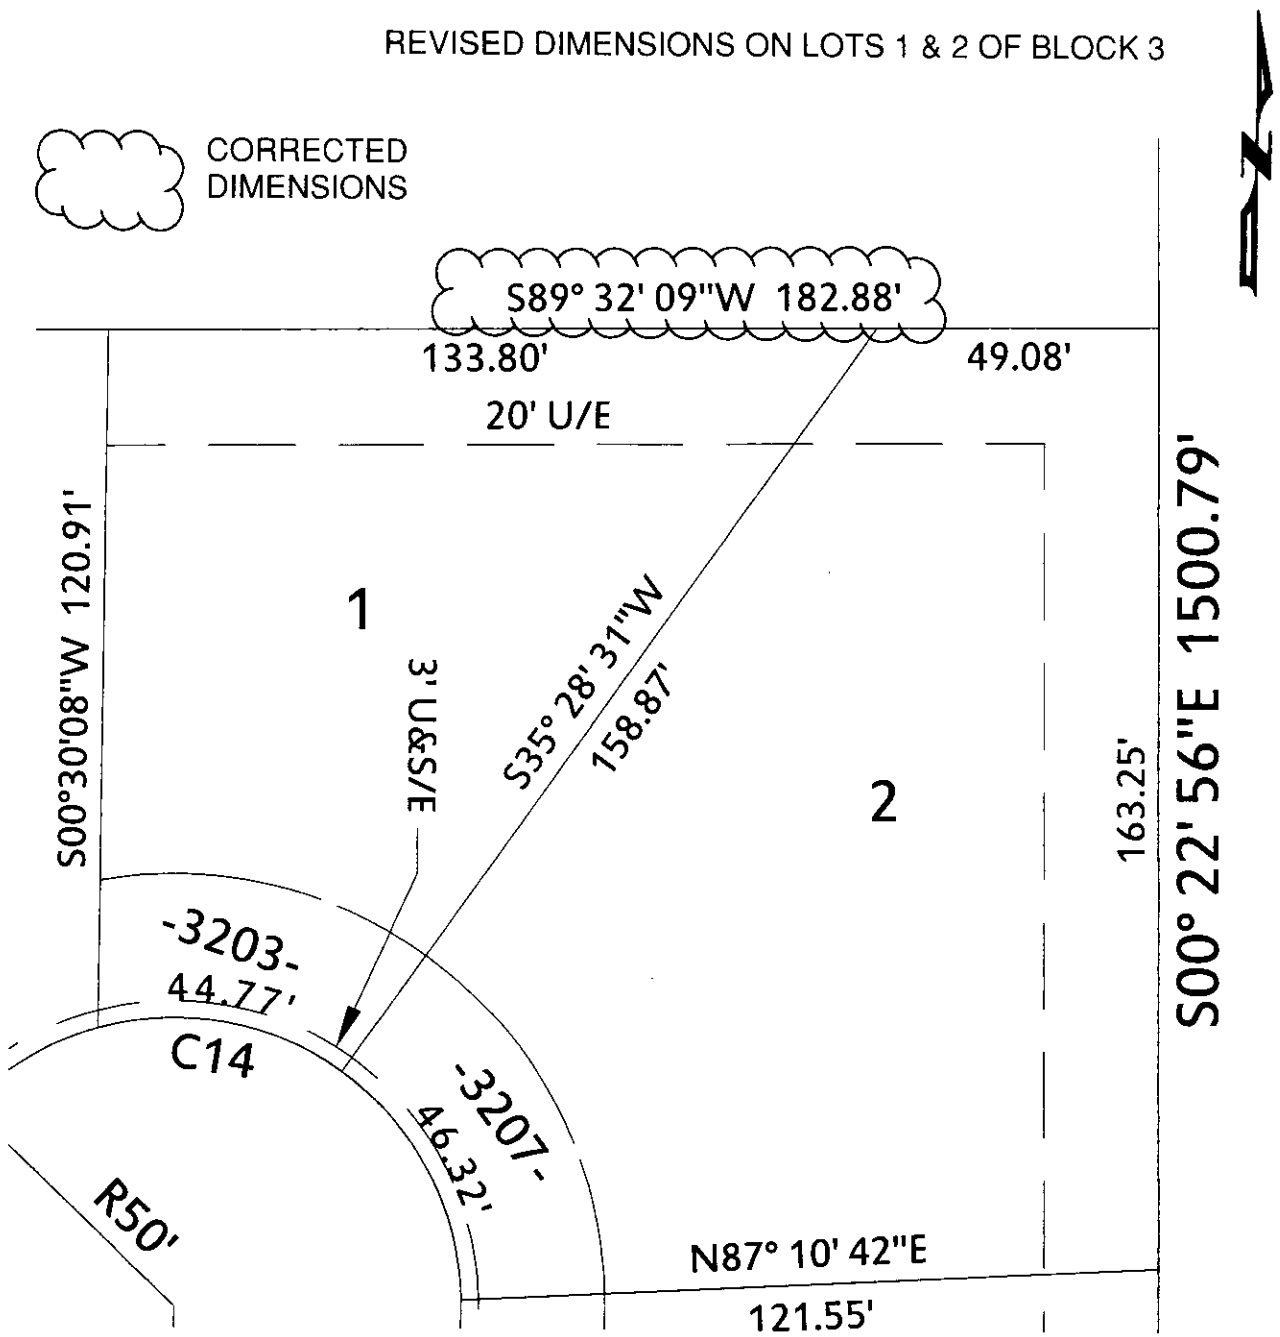 REVISED DIMENSIONS ON LOTS 1 & 2 OF BLOCK 3
CORRECTED
DIMENSIONS
S89° 32' 09"W 182.88'
133.80'
49.08'
20' U/E
S00°30'08"W 120.91'
1
3' U&S/E
S35° 28' 31"W
158.87'
2
163.25'
S00° 22' 56"E 1500.79'
-3203-
44.77'
C14
-3207-
46.32'
R50'
N87° 10' 42"E
121.55'
N